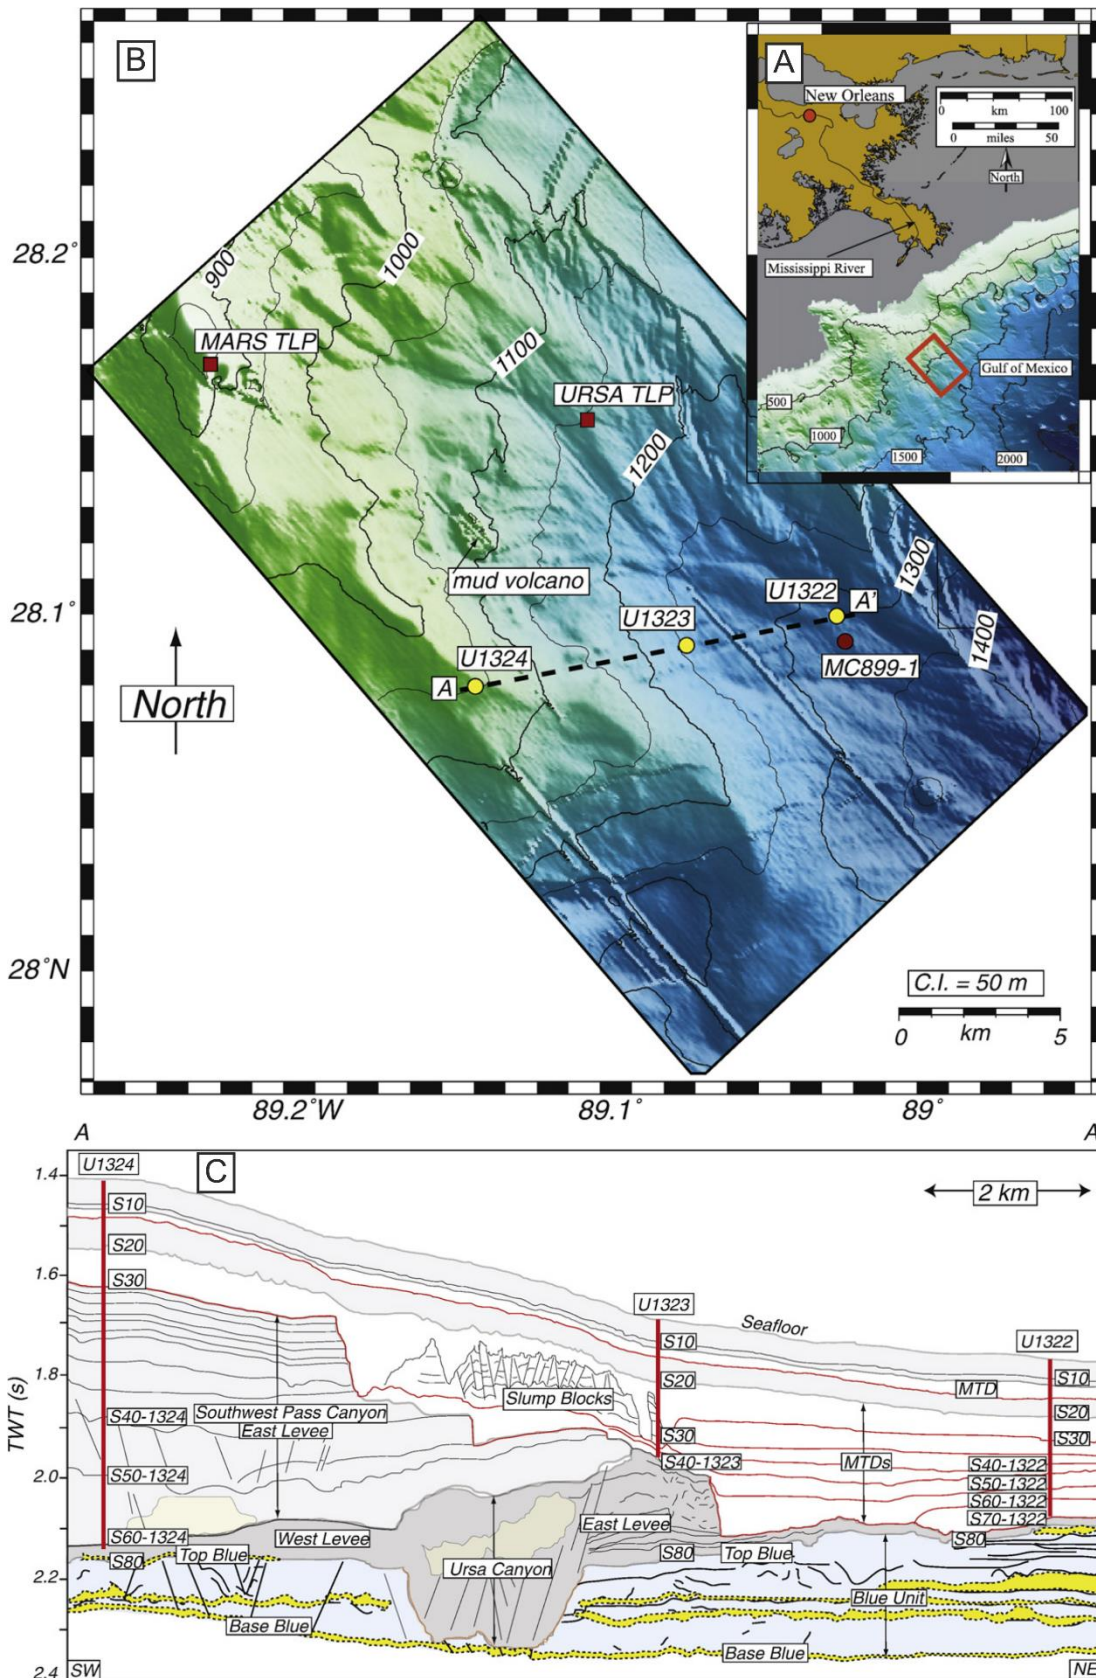 B
A
New Orleans
0 km 100
0 miles 50
North
Mississippi River
Gulf of Mexico
500
1000
1500
2000
28.2˚
28.1˚
28˚N
900
1000
1100
1200
1300
1400
MARS TLP
URSA TLP
mud volcano
U1322
A'
U1323
U1324
A
MC899-1
North
C.I. = 50 m
0 km 5
89.2˚W
89.1˚
89˚
A
A
C
U1324
2 km
1.4
1.6
1.8
2.0
2.2
2.4
TWT (s)
S10
S20
S30
S40-1324
S50-1324
S60-1324
S80
Southwest Pass Canyon
East Levee
West Levee
Top Blue
Base Blue
Slump Blocks
Ursa Canyon
East Levee
U1323
S10
S20
S30
S40-1323
S80
Seafloor
MTD
MTDs
Top Blue
Blue Unit
Base Blue
U1322
S10
S20
S30
S40-1322
S50-1322
S60-1322
S70-1322
S80
SW
NE